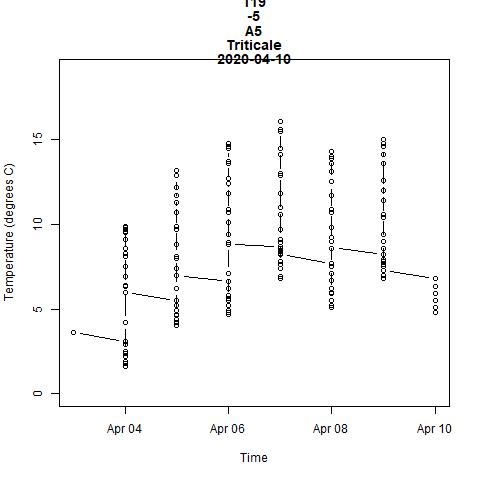 T19
-5
A5
Triticale
2020-04-10
Temperature (degrees C)
15
10
5
0
Apr 04
Apr 06
Apr 08
Apr 10
Time